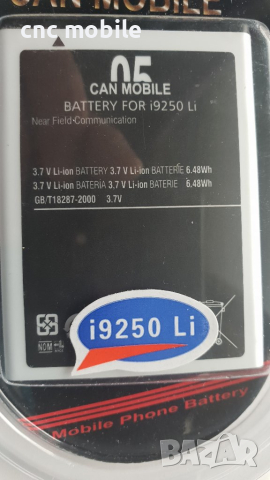 CAN MOBILE
05
CAN MOBILE
BATTERY FOR i9250 Li
Near Field Communication
3.7 V Li-ion BATTERY 3.7 V Li-ion BATTERIE 6.48Wh
3.7 V Li-ion BATERIA 3.7 V Li-ion BATERIE 6.48Wh
GB/T18287-2000 3.7V
i9250 Li
Mobile Phone Battery
bazar